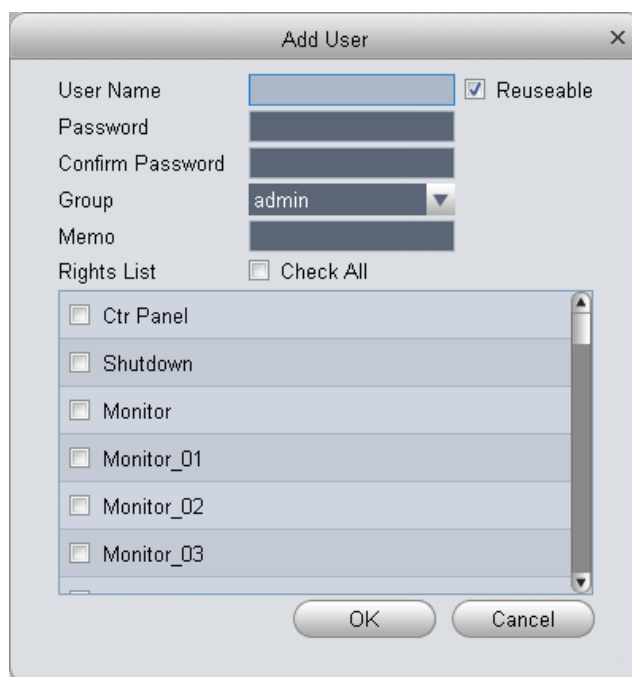 Add User
User Name Reuseable
Password
Confirm Password
Group admin
Memo
Rights List Check All
Ctr Panel
Shutdown
Monitor
Monitor_01
Monitor_02
Monitor_03
OK Cancel